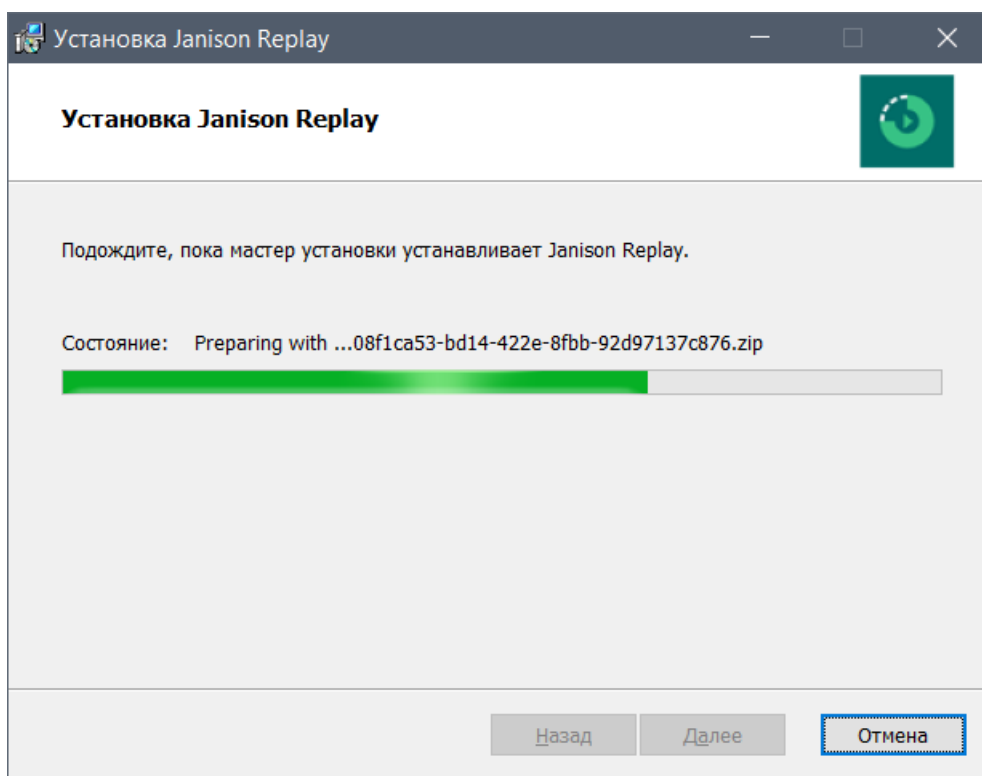 Установка Janison Replay
Установка Janison Replay
Подождите, пока мастер установки устанавливает Janison Replay.
Состояние: Preparing with ...08f1ca53-bd14-422e-8fbb-92d97137c876.zip
Назад Далее Отмена